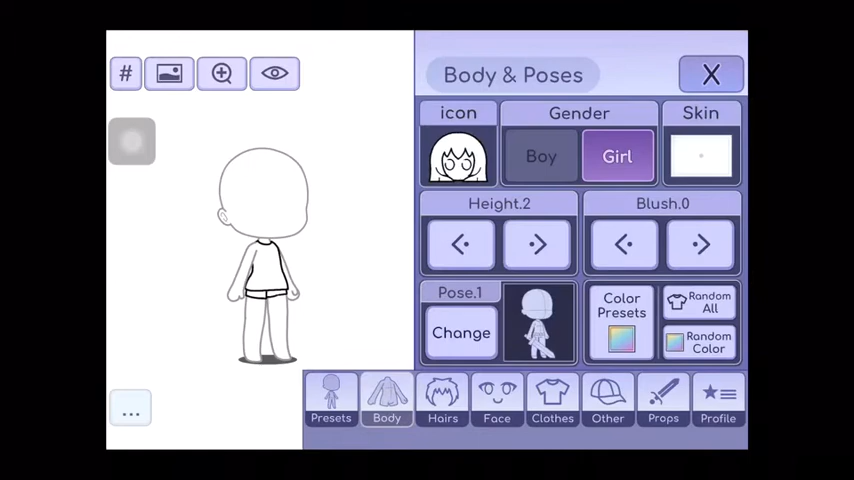 #
Body & Poses
X
icon
Gender
Skin
Boy
Girl
Height.2
Blush.0
Pose.1
Change
Color
Presets
Random
All
Random
Color
...
Presets
Body
Hairs
Face
Clothes
Other
Props
Profile